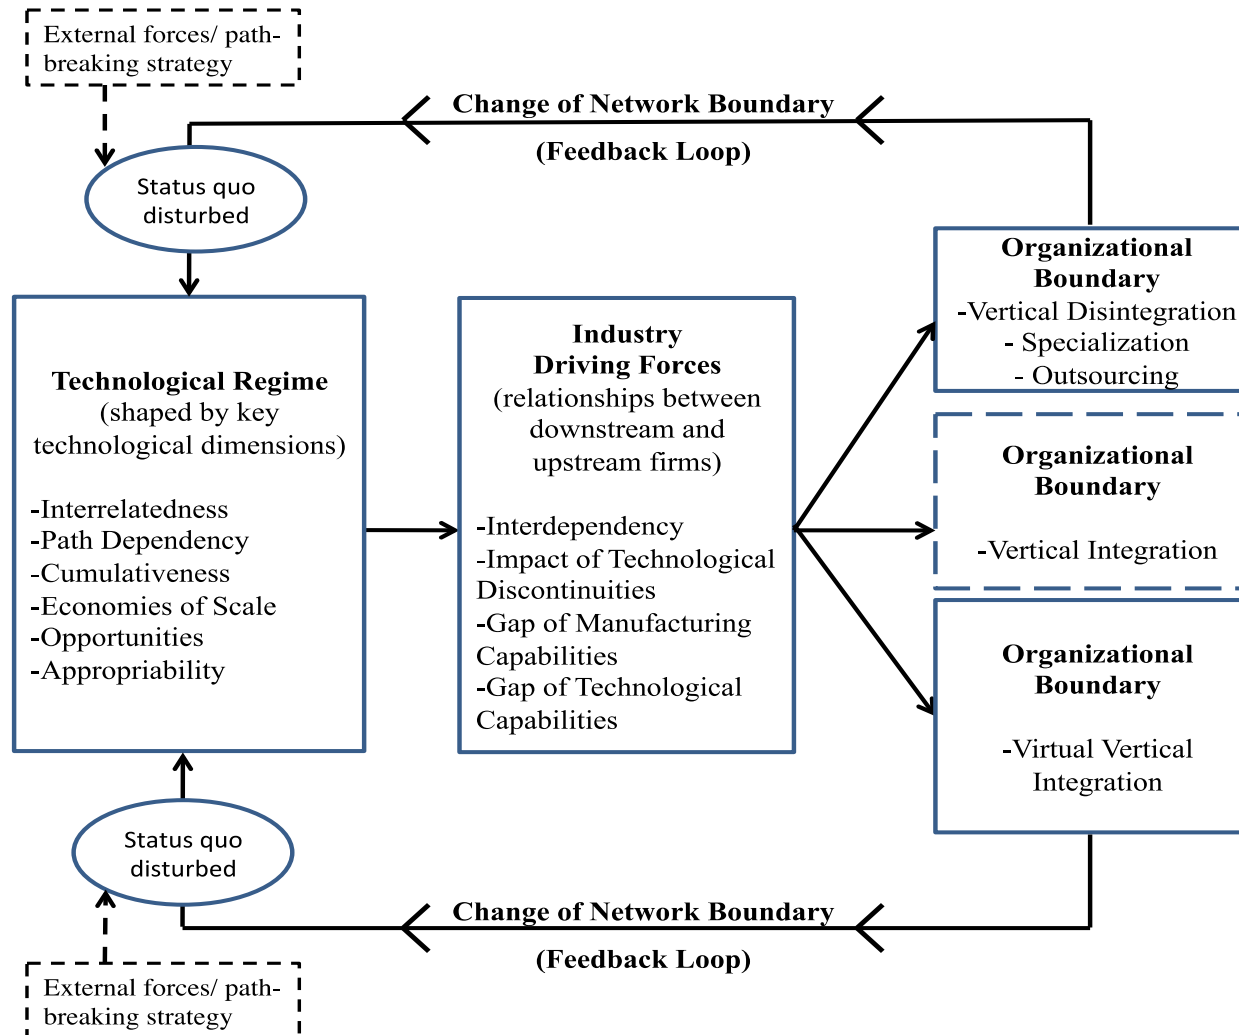 External forces/ path-
breaking strategy
Change of Network Boundary
(Feedback Loop)
Status quo
disturbed
Technological Regime
(shaped by key
technological dimensions)
-Interrelatedness
-Path Dependency
-Cumulativeness
-Economies of Scale
-Opportunities
-Appropriability
Industry
Driving Forces
(relationships between
downstream and
upstream firms)
-Interdependency
-Impact of Technological
Discontinuities
-Gap of Manufacturing
Capabilities
-Gap of Technological
Capabilities
Organizational
Boundary
-Vertical Disintegration
- Specialization
- Outsourcing
Organizational
Boundary
-Vertical Integration
Organizational
Boundary
-Virtual Vertical
Integration
Status quo
disturbed
Change of Network Boundary
(Feedback Loop)
External forces/ path-
breaking strategy